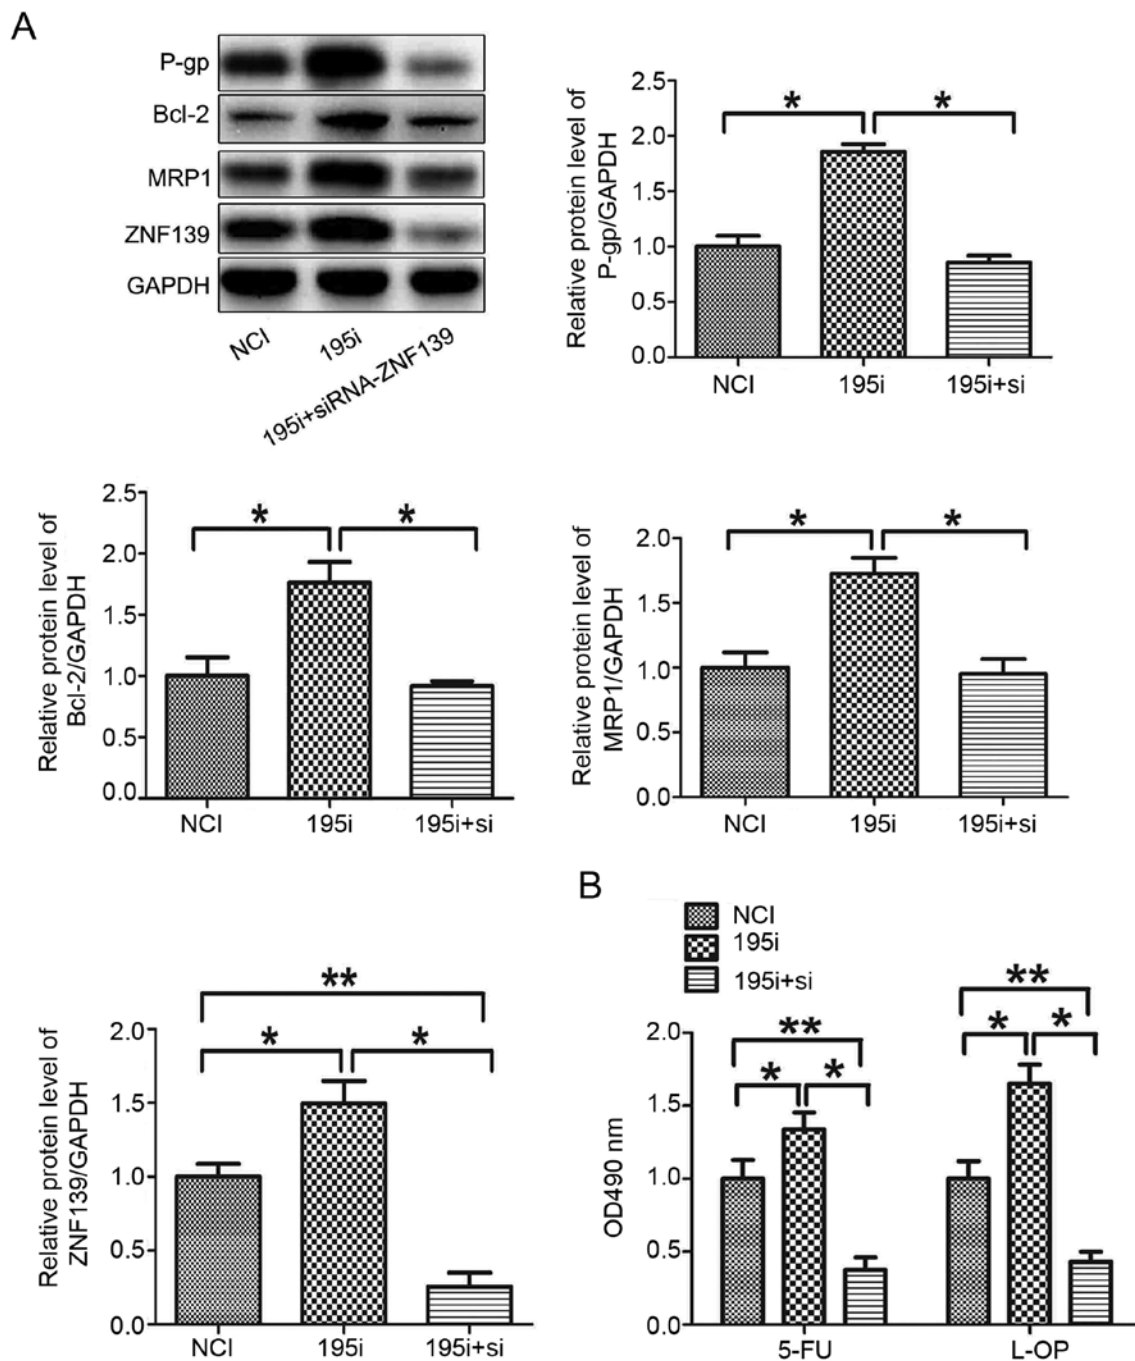 A
P-gp
Bcl-2
MRP1
ZNF139
GAPDH
NCI
195i
195i+siRNA-ZNF139
Relative protein level of
P-gp/GAPDH
2.5
2.0
1.5
1.0
0.5
0.0
*
*
NCI
195i
195i+si
Relative protein level of
Bcl-2/GAPDH
2.5
2.0
1.5
1.0
0.5
0.0
*
*
NCI
195i
195i+si
Relative protein level of
MRP1/GAPDH
2.0
1.5
1.0
0.5
0.0
*
*
NCI
195i
195i+si
Relative protein level of
ZNF139/GAPDH
2.0
1.5
1.0
0.5
0.0
**
*
*
NCI
195i
195i+si
B
NCI
195i
195i+si
OD490 nm
2.0
1.5
1.0
0.5
0.0
**
*
*
**
*
*
5-FU
L-OP